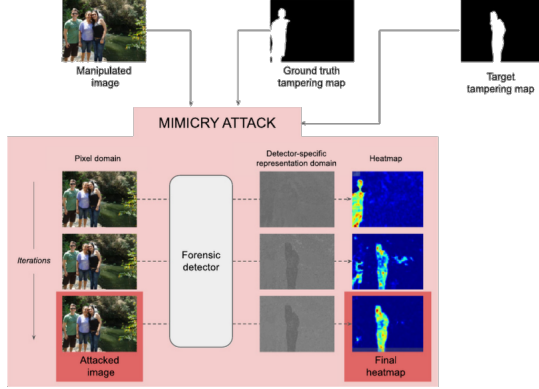 Manipulated
image
Ground truth
tampering map
Target
tampering map
MIMICRY ATTACK
Pixel domain
Detector-specific
representation domain
Heatmap
Iterations
Forensic
detector
Attacked
image
Final
heatmap